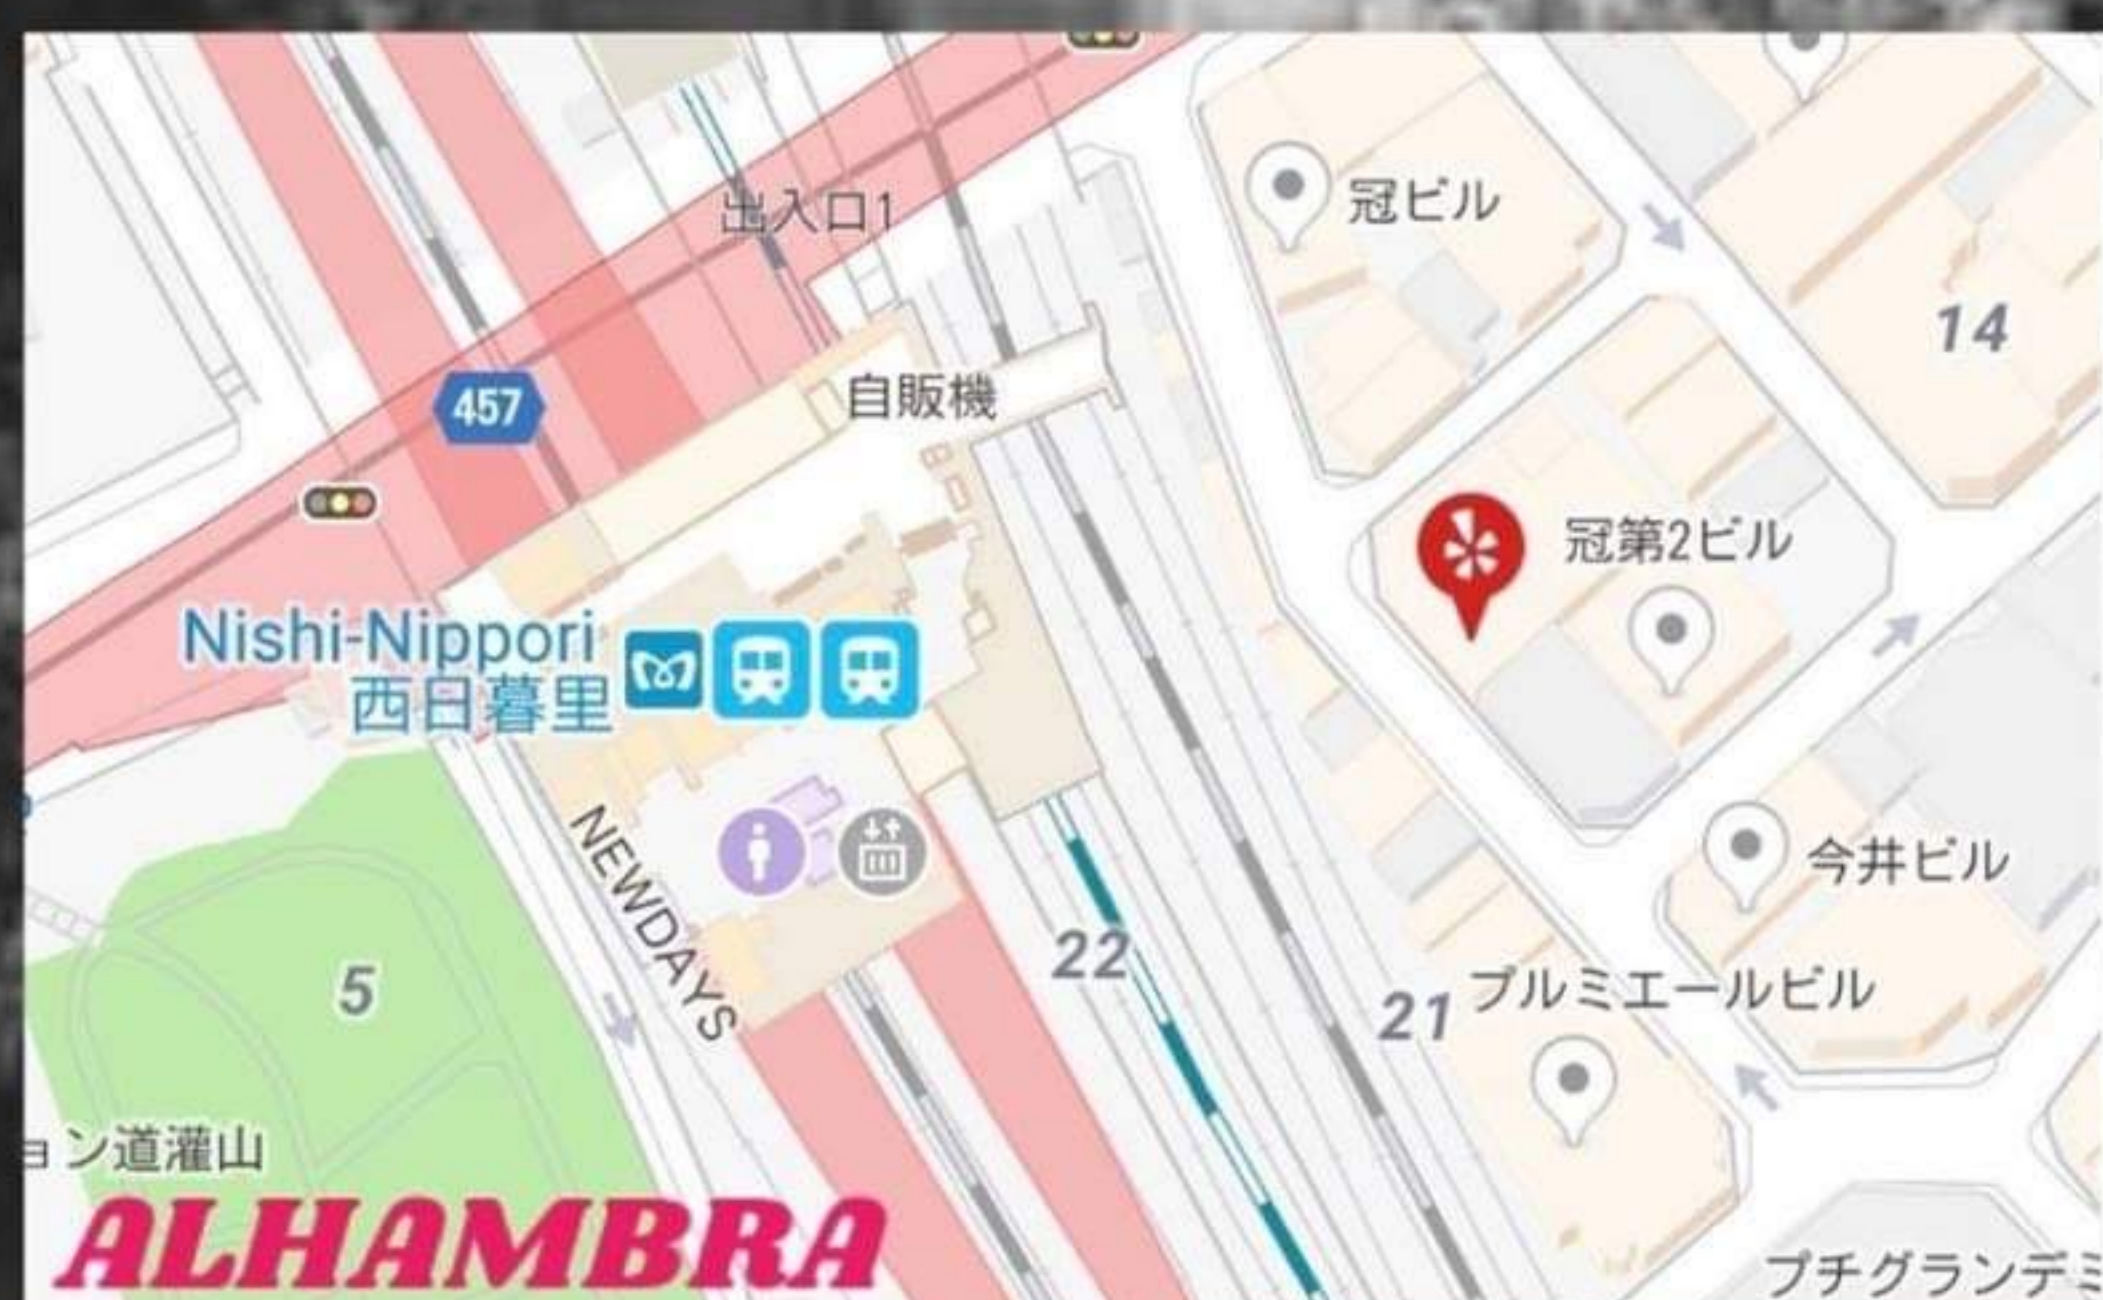 出入口1
冠ビル
14
457
自販機
冠第2ビル
Nishi-Nippori
西日暮里
NEWDAYS
今井ビル
22
5
21
プルミエールビル
ョン道灌山
ALHAMBRA
プチグランデミ